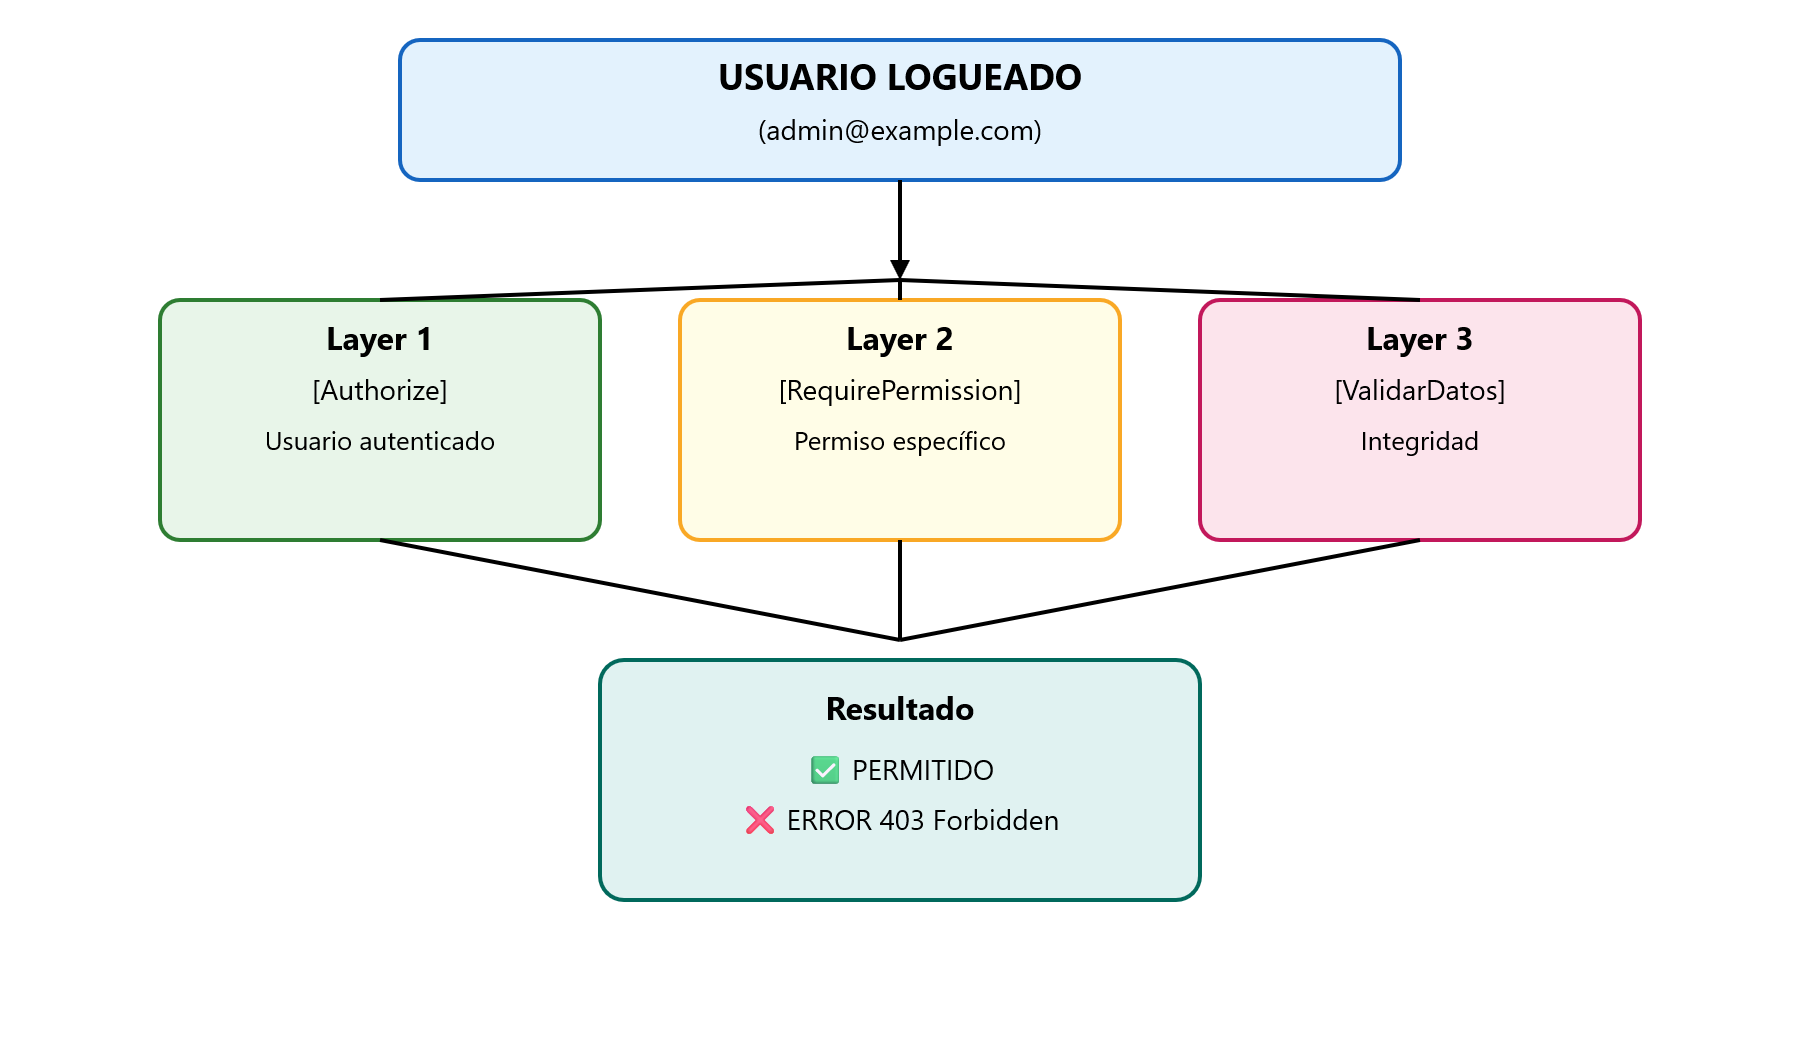 USUARIO LOGUEADO
(admin@example.com)
Layer 1
[Authorize]
Usuario autenticado
Layer 2
[RequirePermission]
Permiso específico
Layer 3
[ValidarDatos]
Integridad
Resultado
✅ PERMITIDO
❌ ERROR 403 Forbidden